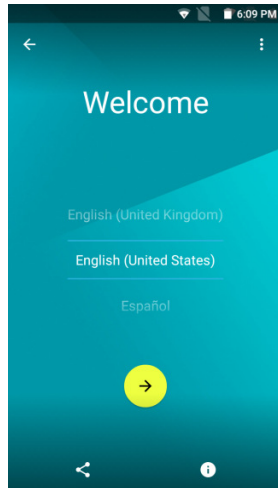 6:09 PM
Welcome
English (United Kingdom)
English (United States)
Español